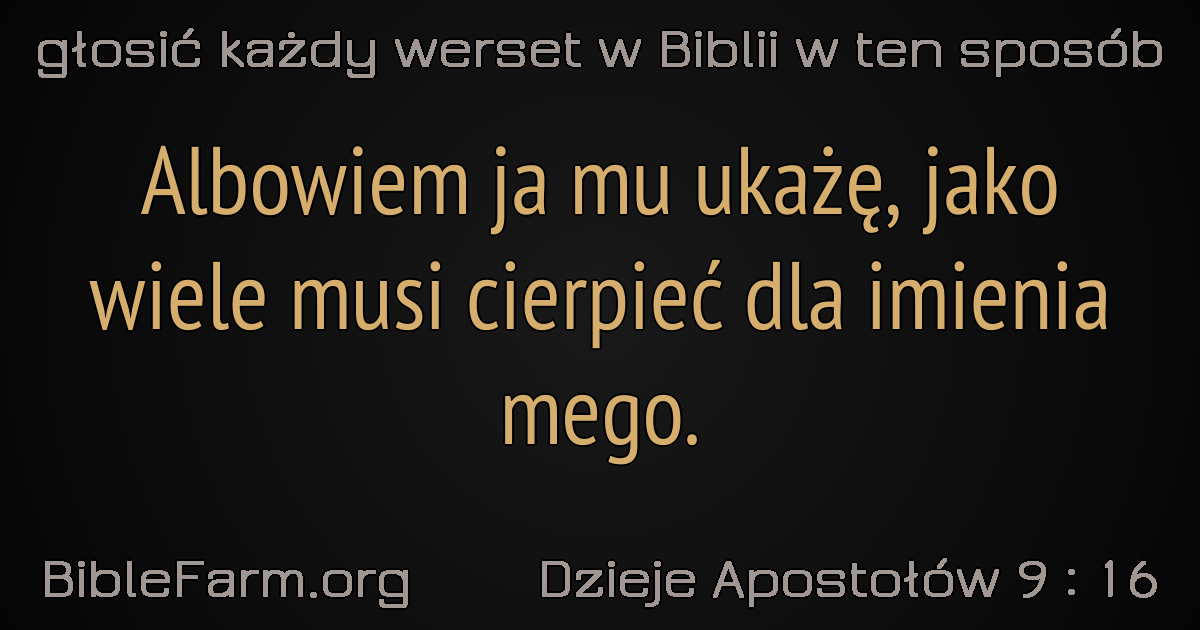 głosić każdy werset w Biblii w ten sposób
Albowiem ja mu ukażę, jako
wiele musi cierpieć dla imienia
mego.
BibleFarm.org
Dzieje Apostołów 9 : 16